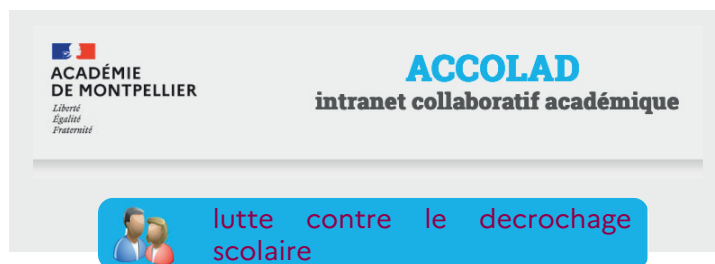 ACADÉMIE
DE MONTPELLIER
Liberté
Égalité
Fraternité
ACCOLAD
intranet collaboratif académique
lutte contre le decrochage
scolaire